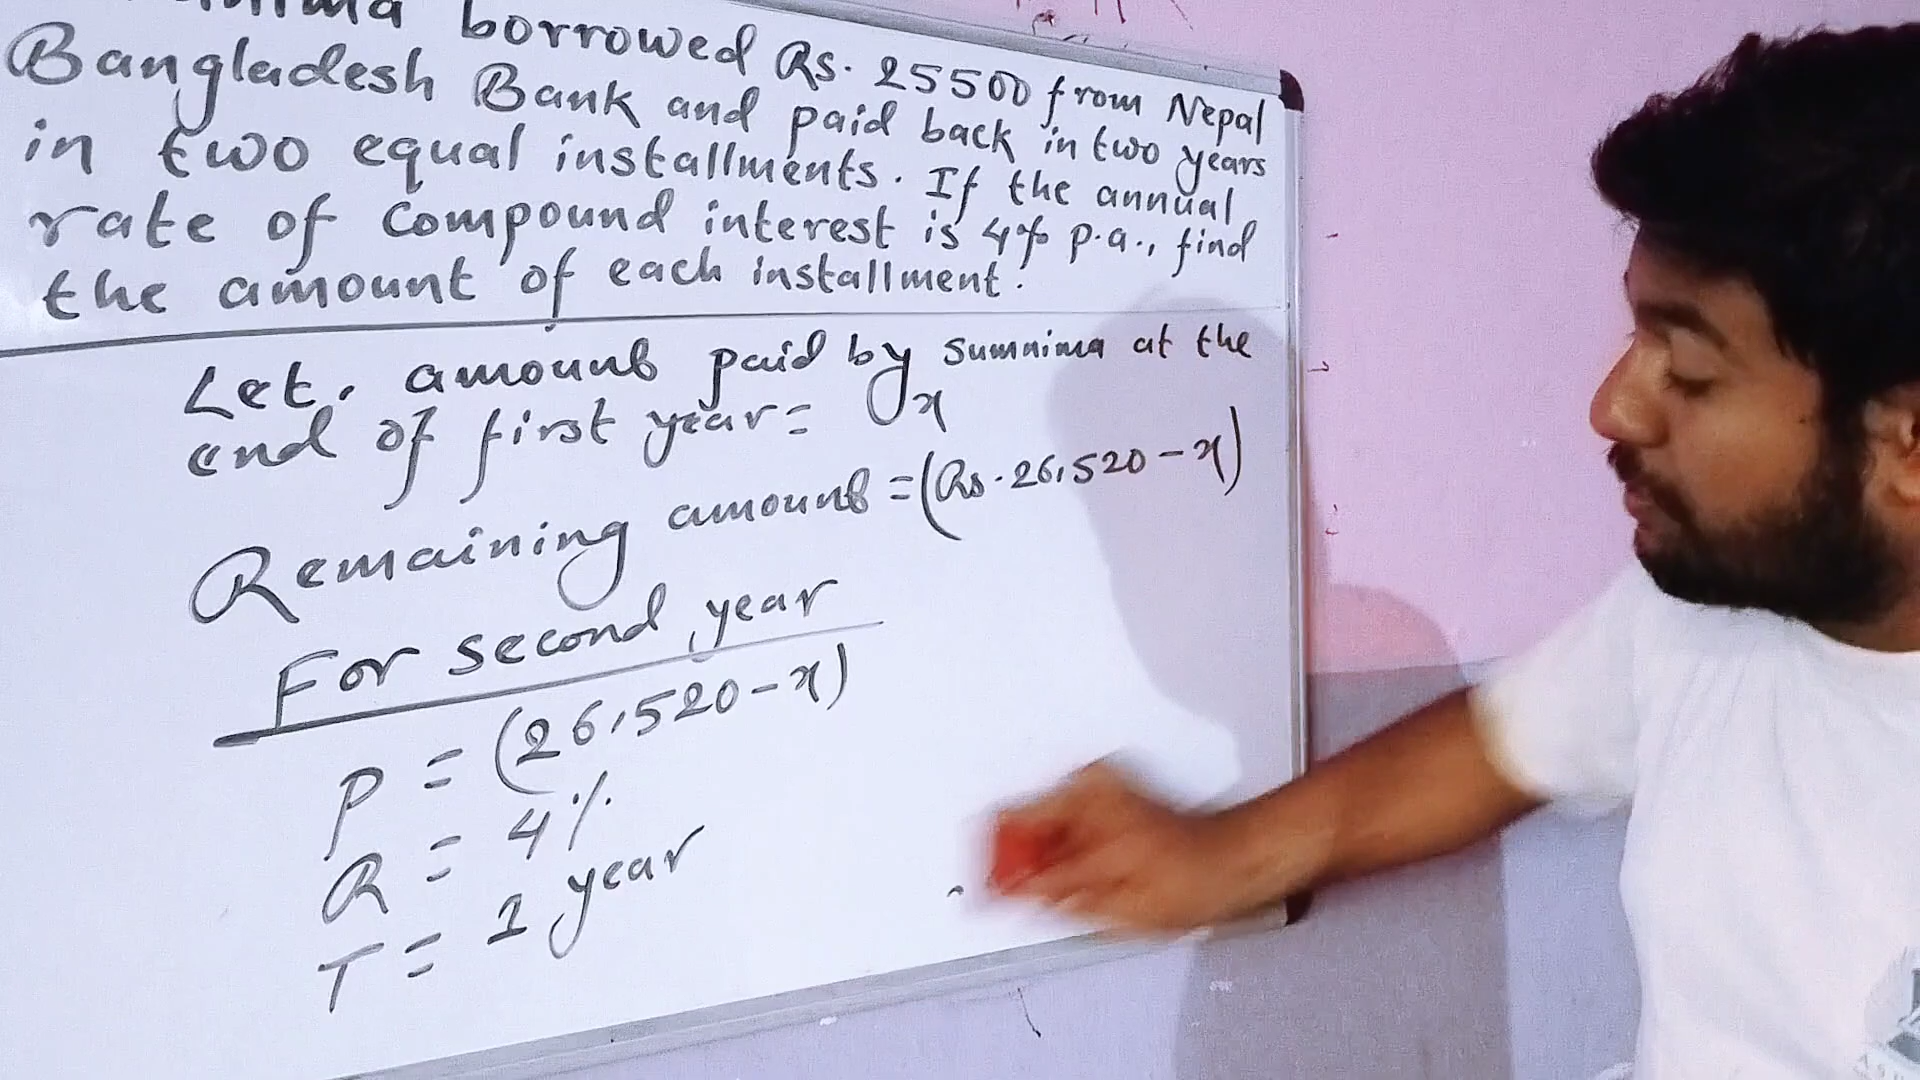 borrowed Rs. 25500 from Nepal
Bangladesh Bank and paid back in two years
in two equal installments. If the annual
rate of compound interest is 4% p.a., find
the amount of each installment.
Let, amount paid by sumnima at the
end of first year = x
Remaining amount = (Rs. 26,520 - x)
For second year
P = (26,520 - x)
R = 4%
T = 1 year